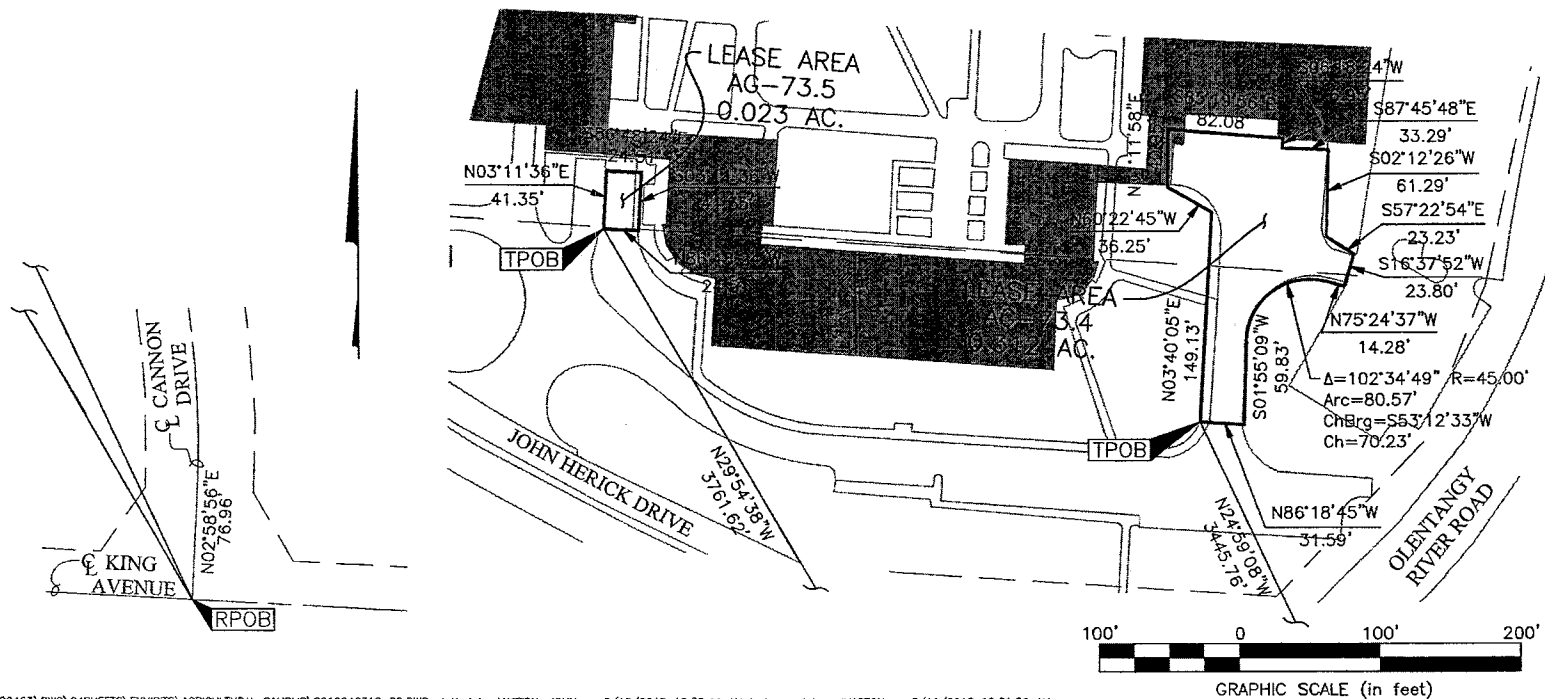 LEASE AREA
AG-73.5
0.023 AC.
N03°11'36"E
41.35'
TPOB
82.08'
S87°45'48"E
33.29'
S02°12'26"W
61.29'
S57°22'54"E
23.23'
S16°37'52"W
23.80'
N75°24'37"W
14.28'
N60°22'45"W
36.25'
LEASE AREA
AC.
N03°40'05"E
149.13'
S01°55'09"W
59.83'
Δ=102°34'49" R=45.00'
Arc=80.57'
ChBrg=S53°12'33"W
Ch=70.23'
TPOB
N86°18'45"W
31.59'
N24°59'08"W
3445.76'
N29°54'38"W
3761.62'
JOHN HERICK DRIVE
OLENTANGY
RIVER ROAD
℄ CANNON
DRIVE
N02°58'56"E
76.96'
℄ KING
AVENUE
RPOB
100' 0 100' 200'
GRAPHIC SCALE (in feet)